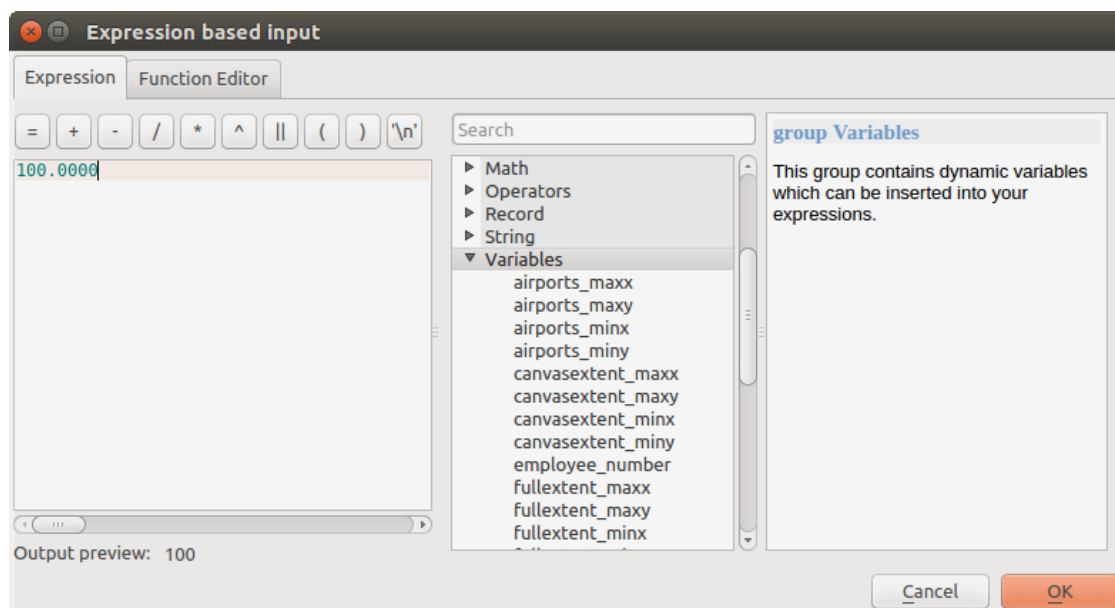 Expression based input
Expression Function Editor
= + - / * ^ || ( ) '\n'
100.0000
Output preview: 100
Search
Math
Operators
Record
String
Variables
airports_maxx
airports_maxy
airports_minx
airports_miny
canvasextent_maxx
canvasextent_maxy
canvasextent_minx
canvasextent_miny
employee_number
fullextent_maxx
fullextent_maxy
fullextent_minx
group Variables
This group contains dynamic variables
which can be inserted into your
expressions.
Cancel OK